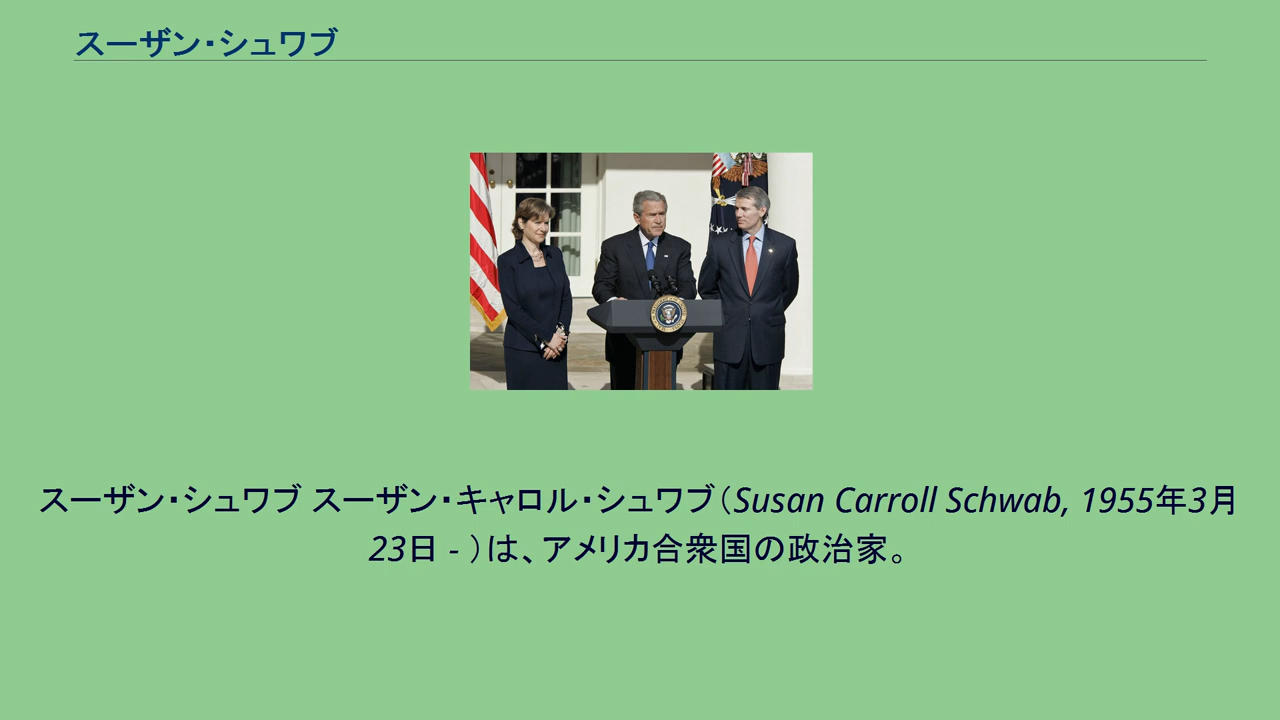 スーザン・シュワブ
スーザン・シュワブ スーザン・キャロル・シュワブ（Susan Carroll Schwab, 1955年3月
23日 - ）は、アメリカ合衆国の政治家。